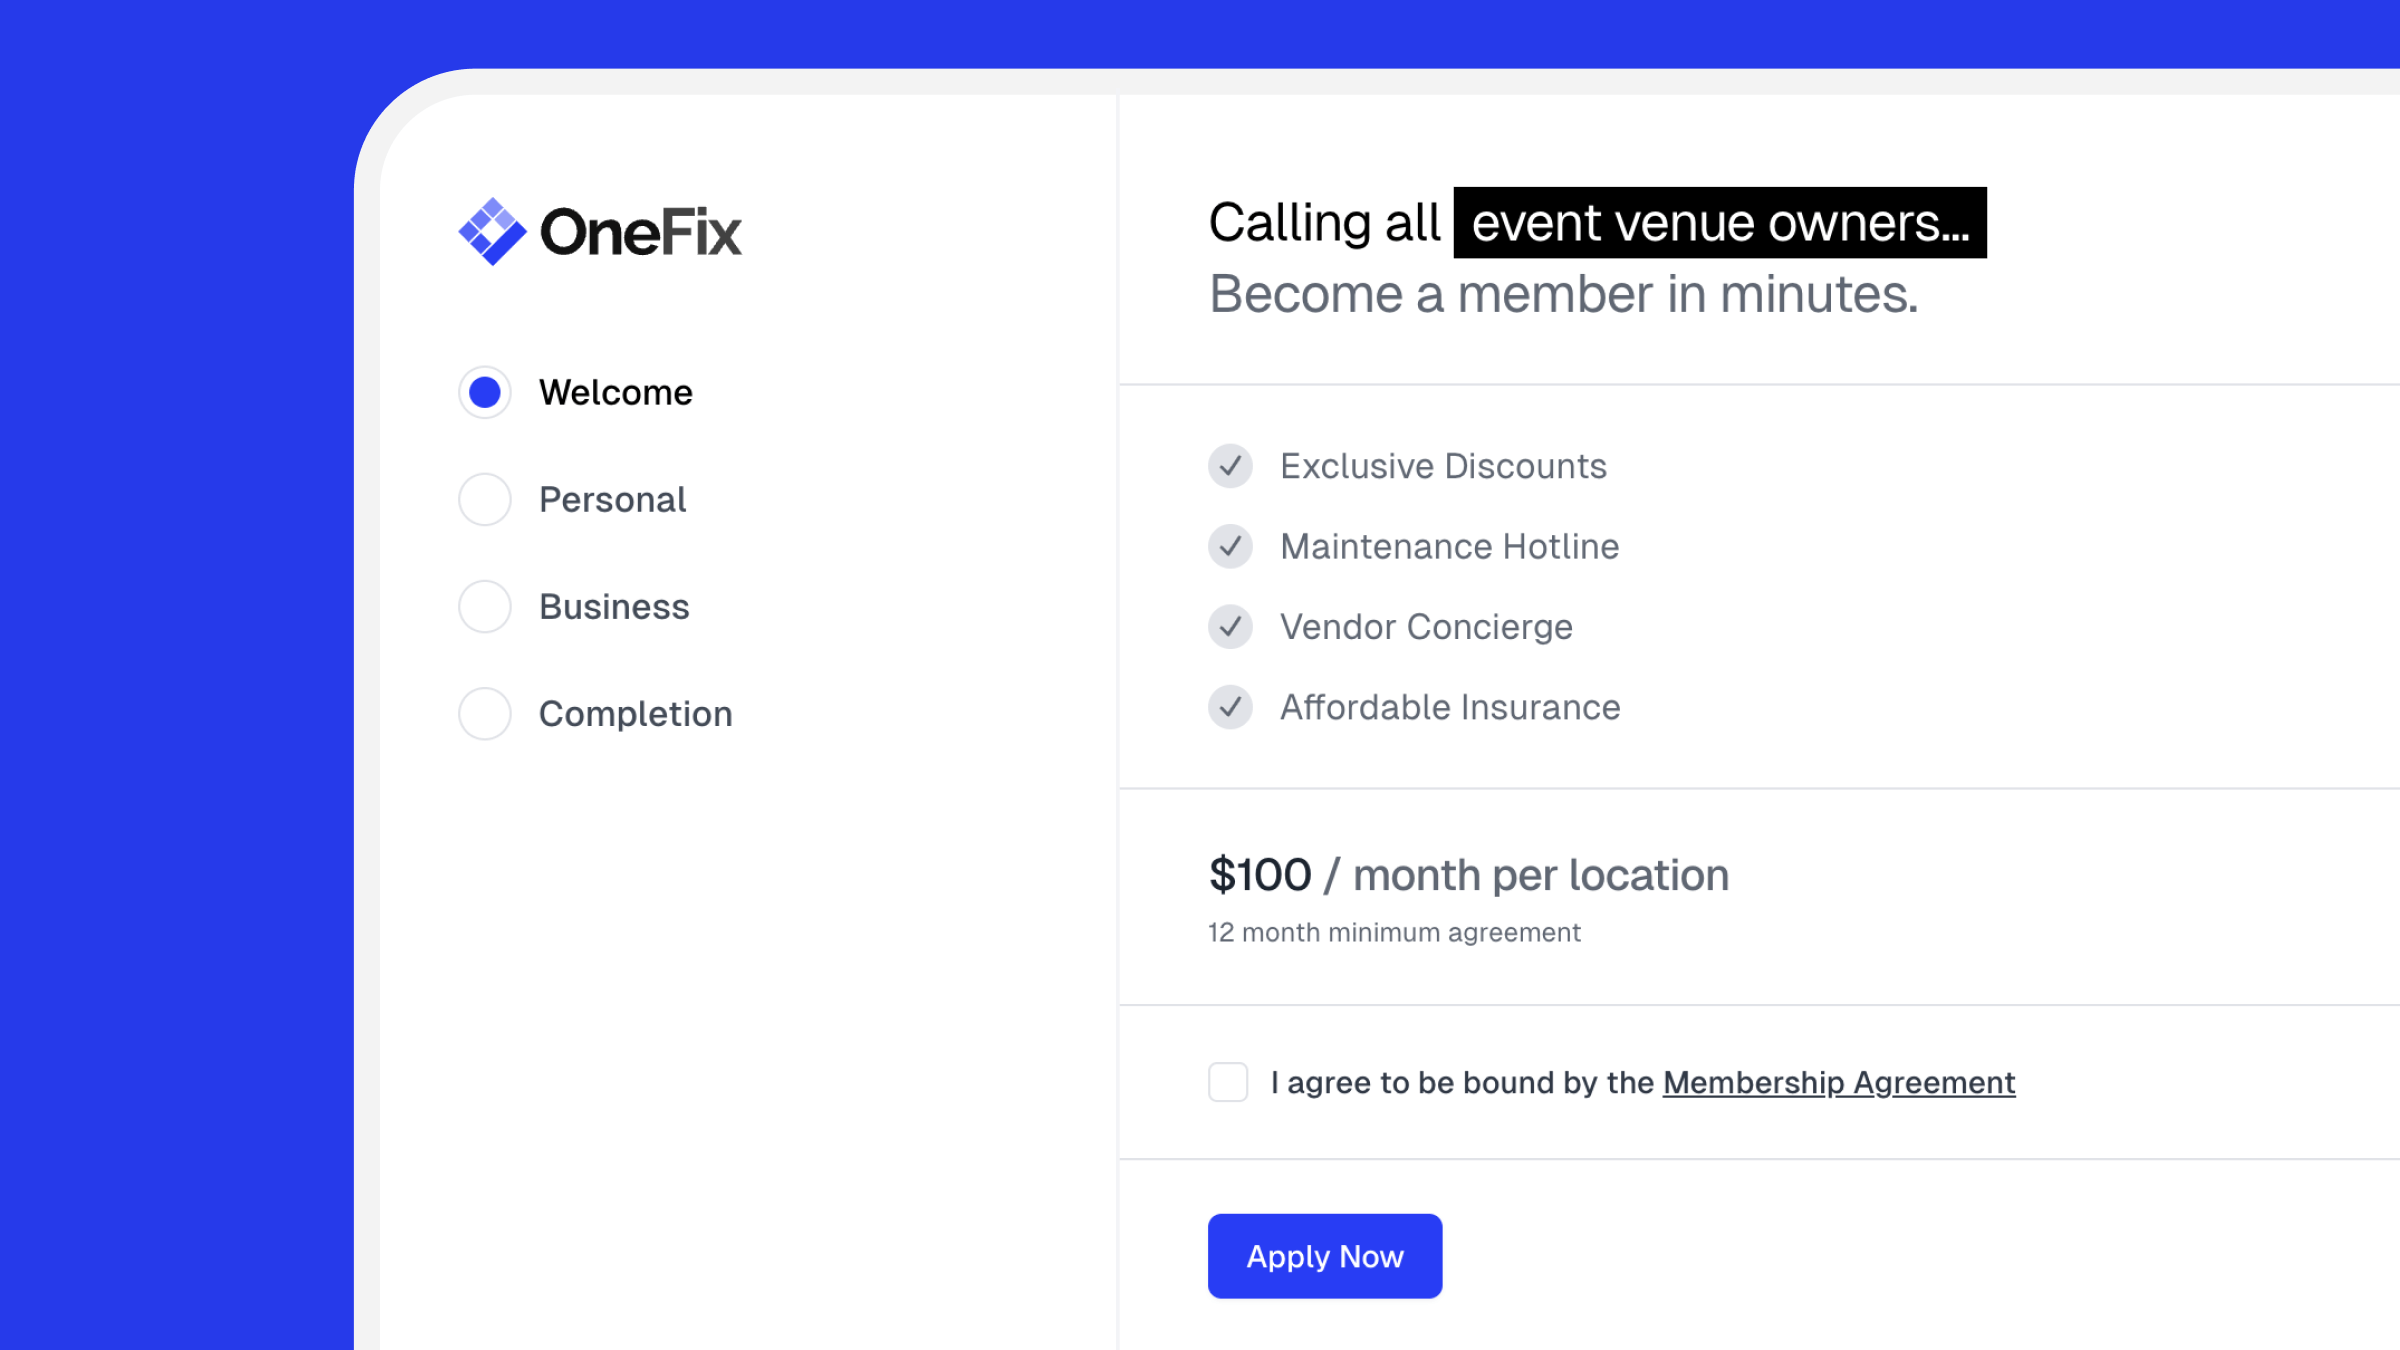 OneFix
Welcome
Personal
Business
Completion
Calling all event venue owners...
Become a member in minutes.
Exclusive Discounts
Maintenance Hotline
Vendor Concierge
Affordable Insurance
$100 / month per location
12 month minimum agreement
I agree to be bound by the Membership Agreement
Apply Now